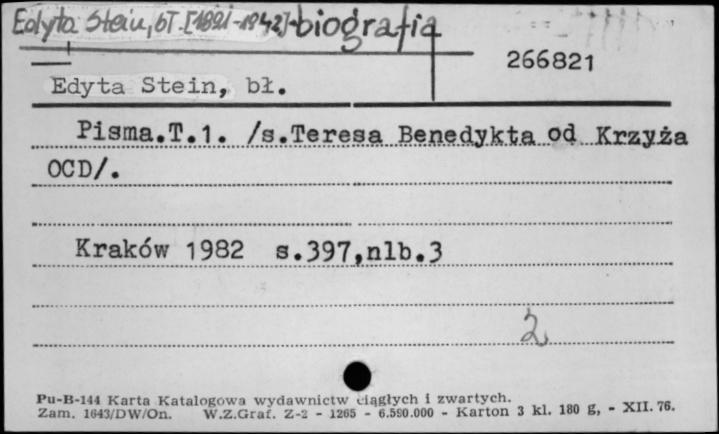 Edyta Stein, bł. [1891-1942]-biografia
266821
Edyta Stein, bł.
Pisma.T.1. /s.Teresa Benedykta od Krzyża
OCD/.
Kraków 1982 s.397,nlb.3
2
Pu-B-144 Karta Katalogowa wydawnictw ciągłych i zwartych.
Zam. 1643/DW/On. W.Z.Graf. Z-2 - 1265 - 6.590.000 - Karton 3 kl. 180 g, - XII. 76.